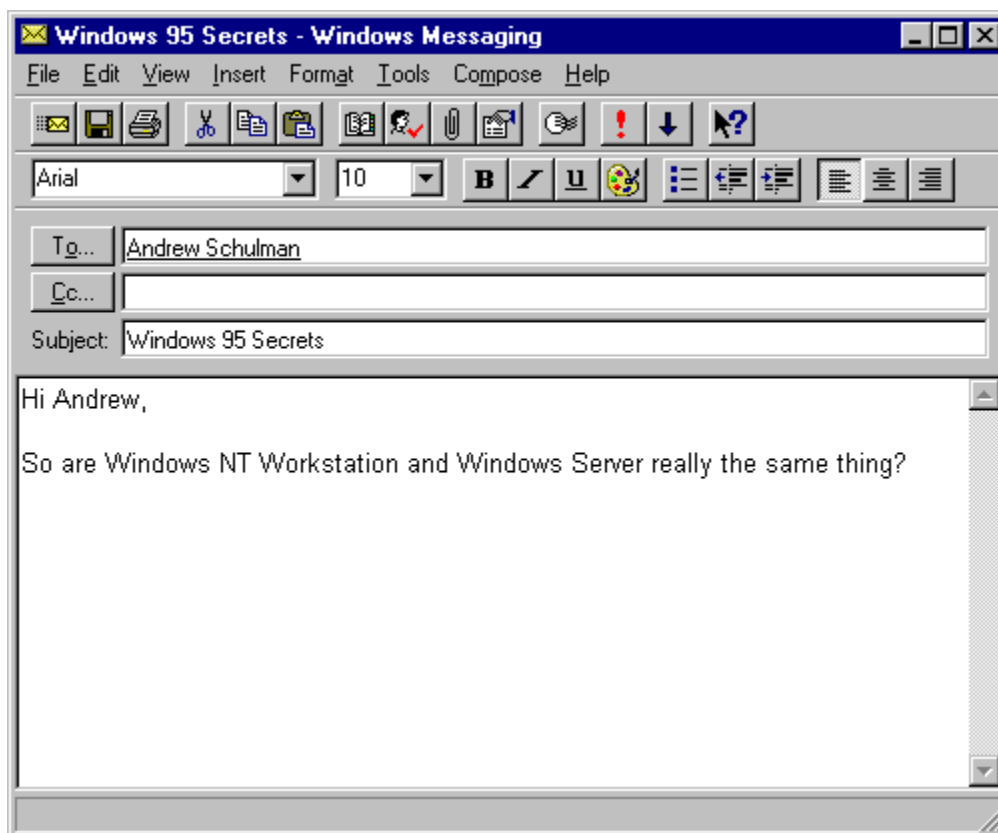 Windows 95 Secrets - Windows Messaging
File Edit View Insert Format Tools Compose Help
Arial 10 B I U
To... Andrew Schulman
Cc...
Subject: Windows 95 Secrets
Hi Andrew,
So are Windows NT Workstation and Windows Server really the same thing?